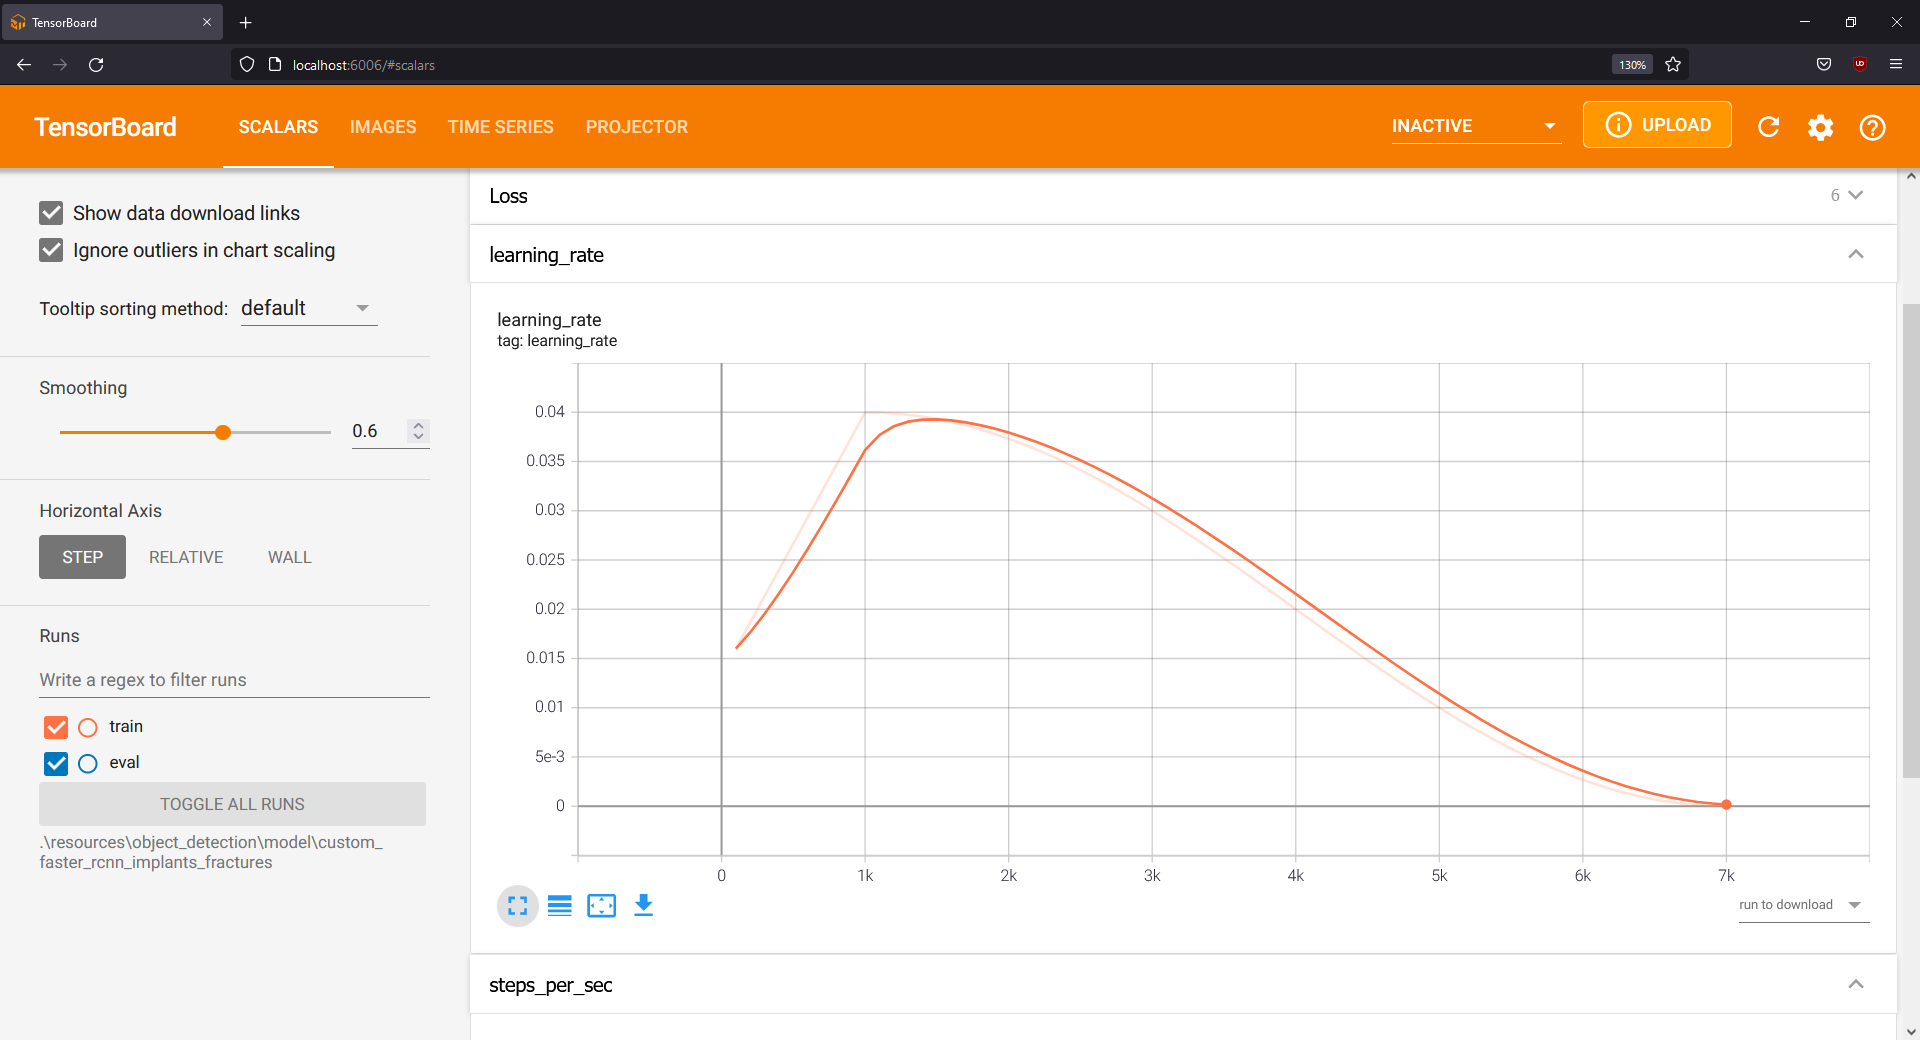 TensorBoard
localhost:6006/#scalars
130%
TensorBoard
SCALARS
IMAGES
TIME SERIES
PROJECTOR
INACTIVE
UPLOAD
Show data download links
Ignore outliers in chart scaling
Tooltip sorting method: default
Smoothing
0.6
Horizontal Axis
STEP
RELATIVE
WALL
Runs
Write a regex to filter runs
train
eval
TOGGLE ALL RUNS
.\resources\object_detection\model\custom_
faster_rcnn_implants_fractures
Loss
6
learning_rate
learning_rate
tag: learning_rate
0.04
0.035
0.03
0.025
0.02
0.015
0.01
5e-3
0
0
1k
2k
3k
4k
5k
6k
7k
run to download
steps_per_sec